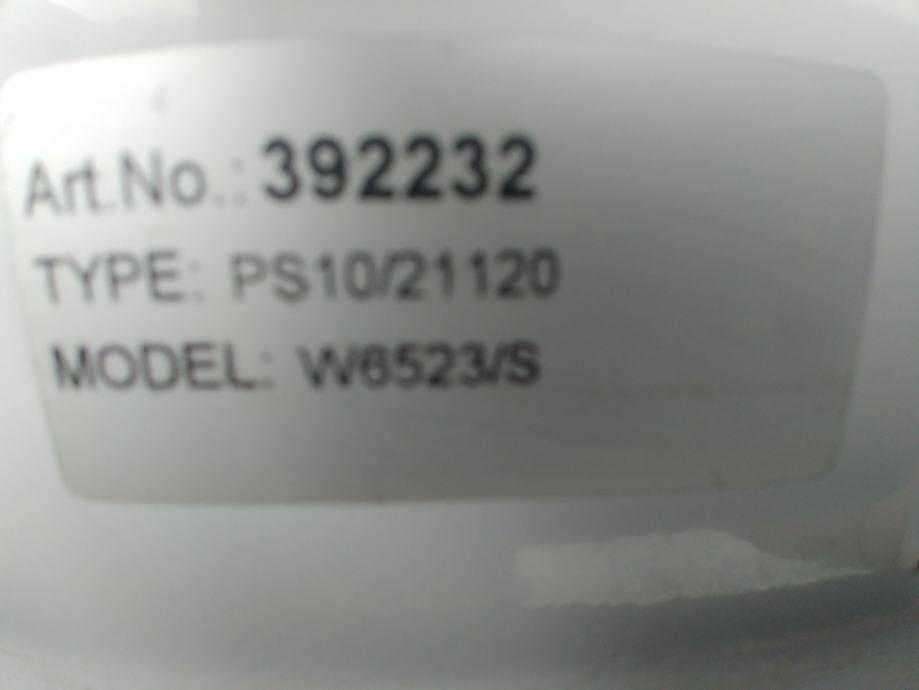 Art.No.: 392232
TYPE: PS10/21120
MODEL: W6523/S